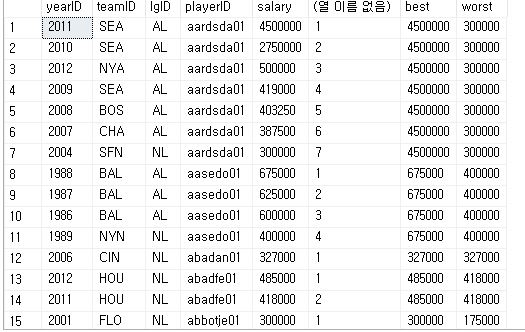 yearID teamID lgID playerID salary (열 이름 없음) best worst
1 2011 SEA AL aardsda01 4500000 1 4500000 300000
2 2010 SEA AL aardsda01 2750000 2 4500000 300000
3 2012 NYA AL aardsda01 500000 3 4500000 300000
4 2009 SEA AL aardsda01 419000 4 4500000 300000
5 2008 BOS AL aardsda01 403250 5 4500000 300000
6 2007 CHA AL aardsda01 387500 6 4500000 300000
7 2004 SFN NL aardsda01 300000 7 4500000 300000
8 1988 BAL AL aasedo01 675000 1 675000 400000
9 1987 BAL AL aasedo01 625000 2 675000 400000
10 1986 BAL AL aasedo01 600000 3 675000 400000
11 1989 NYN NL aasedo01 400000 4 675000 400000
12 2006 CIN NL abadan01 327000 1 327000 327000
13 2012 HOU NL abadfe01 485000 1 485000 418000
14 2011 HOU NL abadfe01 418000 2 485000 418000
15 2001 FLO NL abbotje01 300000 1 300000 175000